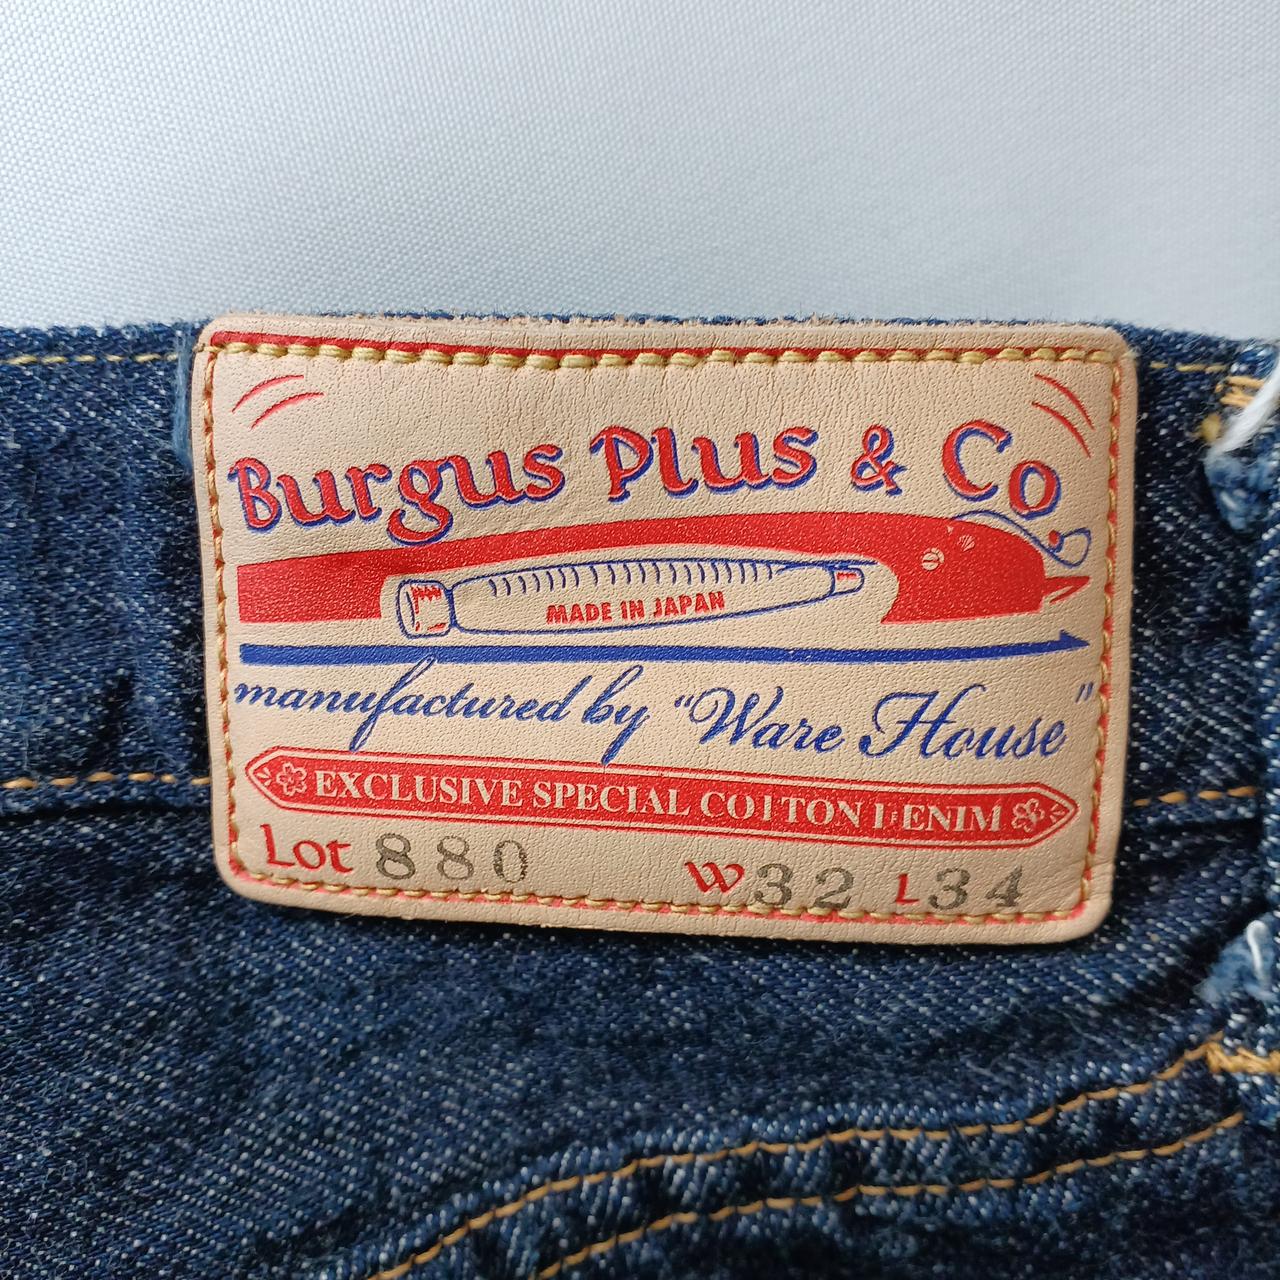 Burgus Plus & Co.
MADE IN JAPAN
manufactured by "Ware House"
EXCLUSIVE SPECIAL COTTON DENIM
Lot 880 W32 L34